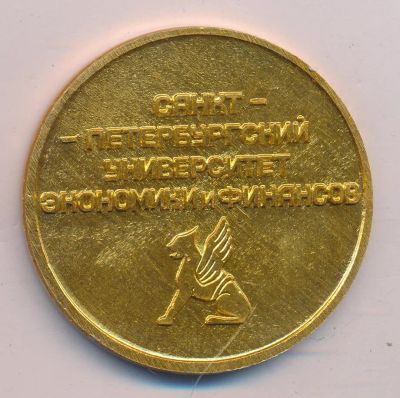 САНКТ-
-ПЕТЕРБУРГСКИЙ
УНИВЕРСИТЕТ
ЭКОНОМИКИ И ФИНАНСОВ